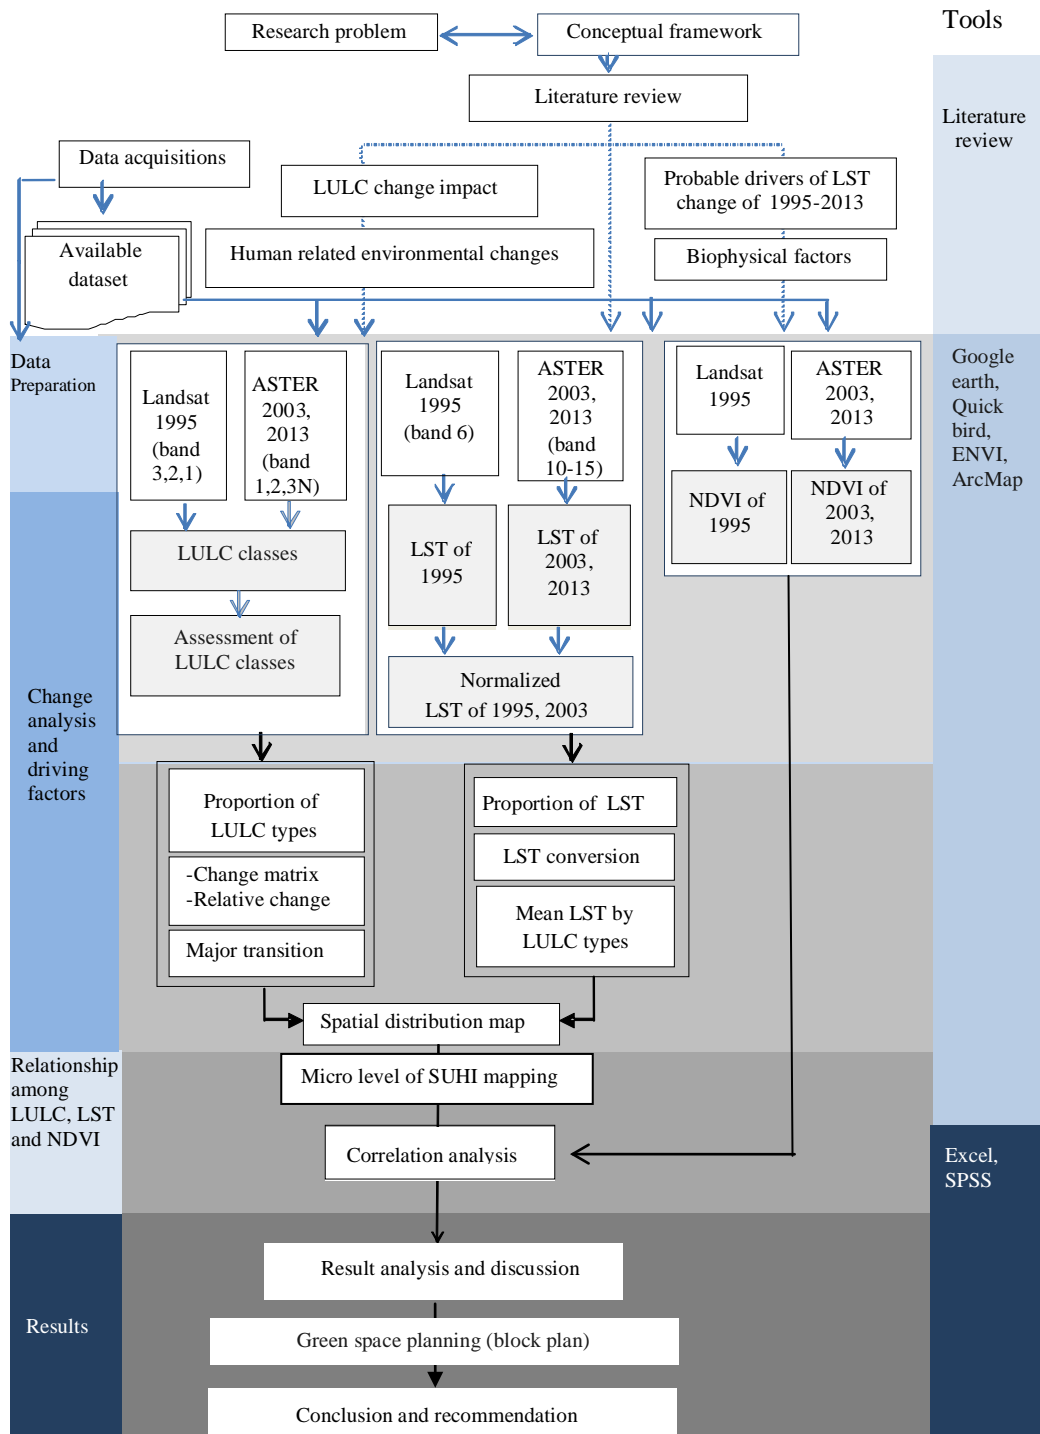 Tools
Research problem
Conceptual framework
Literature review
Literature
review
Data acquisitions
LULC change impact
Probable drivers of LST
change of 1995-2013
Available
dataset
Human related environmental changes
Biophysical factors
Data
Preparation
Landsat
1995
(band
3,2,1)
ASTER
2003,
2013
(band
1,2,3N)
Landsat
1995
(band 6)
ASTER
2003,
2013
(band
10-15)
Landsat
1995
ASTER
2003,
2013
Google
earth,
Quick
bird,
ENVI,
ArcMap
LULC classes
Assessment of
LULC classes
LST of
1995
LST of
2003,
2013
Normalized
LST of 1995, 2003
NDVI of
1995
NDVI of
2003,
2013
Change
analysis
and
driving
factors
Proportion of
LULC types
-Change matrix
-Relative change
Major transition
Proportion of LST
LST conversion
Mean LST by
LULC types
Spatial distribution map
Relationship
among
LULC, LST
and NDVI
Micro level of SUHI mapping
Correlation analysis
Excel,
SPSS
Results
Result analysis and discussion
Green space planning (block plan)
Conclusion and recommendation